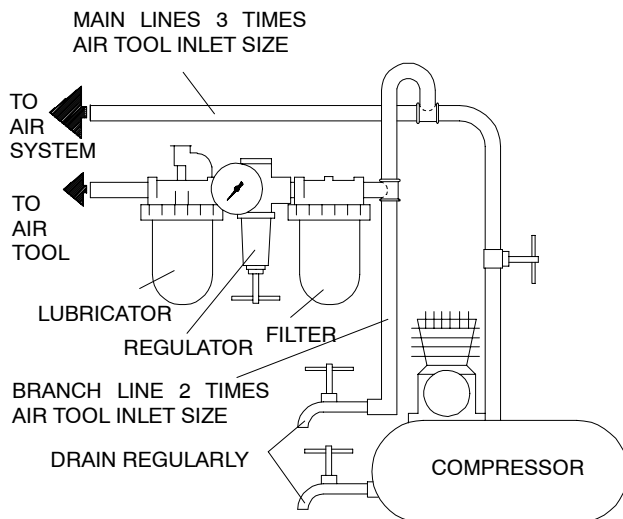 MAIN LINES 3 TIMES
AIR TOOL INLET SIZE
TO
AIR
SYSTEM
TO
AIR
TOOL
LUBRICATOR
REGULATOR
FILTER
BRANCH LINE 2 TIMES
AIR TOOL INLET SIZE
DRAIN REGULARLY
COMPRESSOR